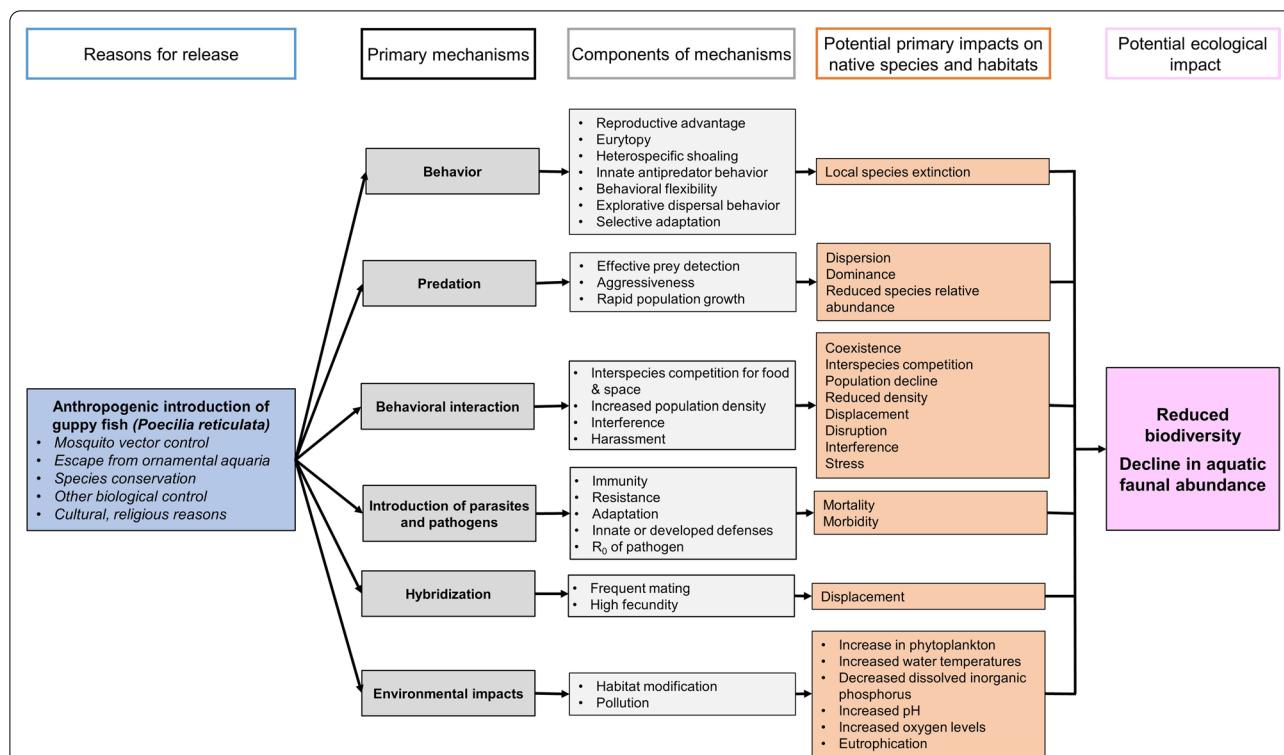 Reasons for release
Primary mechanisms
Components of mechanisms
Potential primary impacts on
native species and habitats
Potential ecological
impact
Anthropogenic introduction of
guppy fish (Poecilia reticulata)
• Mosquito vector control
• Escape from ornamental aquaria
• Species conservation
• Other biological control
• Cultural, religious reasons
Behavior
• Reproductive advantage
• Eurytopy
• Heterospecific shoaling
• Innate antipredator behavior
• Behavioral flexibility
• Explorative dispersal behavior
• Selective adaptation
Local species extinction
Predation
• Effective prey detection
• Aggressiveness
• Rapid population growth
Dispersion
Dominance
Reduced species relative
abundance
Behavioral interaction
• Interspecies competition for food
& space
• Increased population density
• Interference
• Harassment
Coexistence
Interspecies competition
Population decline
Reduced density
Displacement
Disruption
Interference
Stress
Introduction of parasites
and pathogens
• Immunity
• Resistance
• Adaptation
• Innate or developed defenses
• R₀ of pathogen
Mortality
Morbidity
Hybridization
• Frequent mating
• High fecundity
Displacement
Environmental impacts
• Habitat modification
• Pollution
• Increase in phytoplankton
• Increased water temperatures
• Decreased dissolved inorganic
phosphorus
• Increased pH
• Increased oxygen levels
• Eutrophication
Reduced
biodiversity
Decline in aquatic
faunal abundance